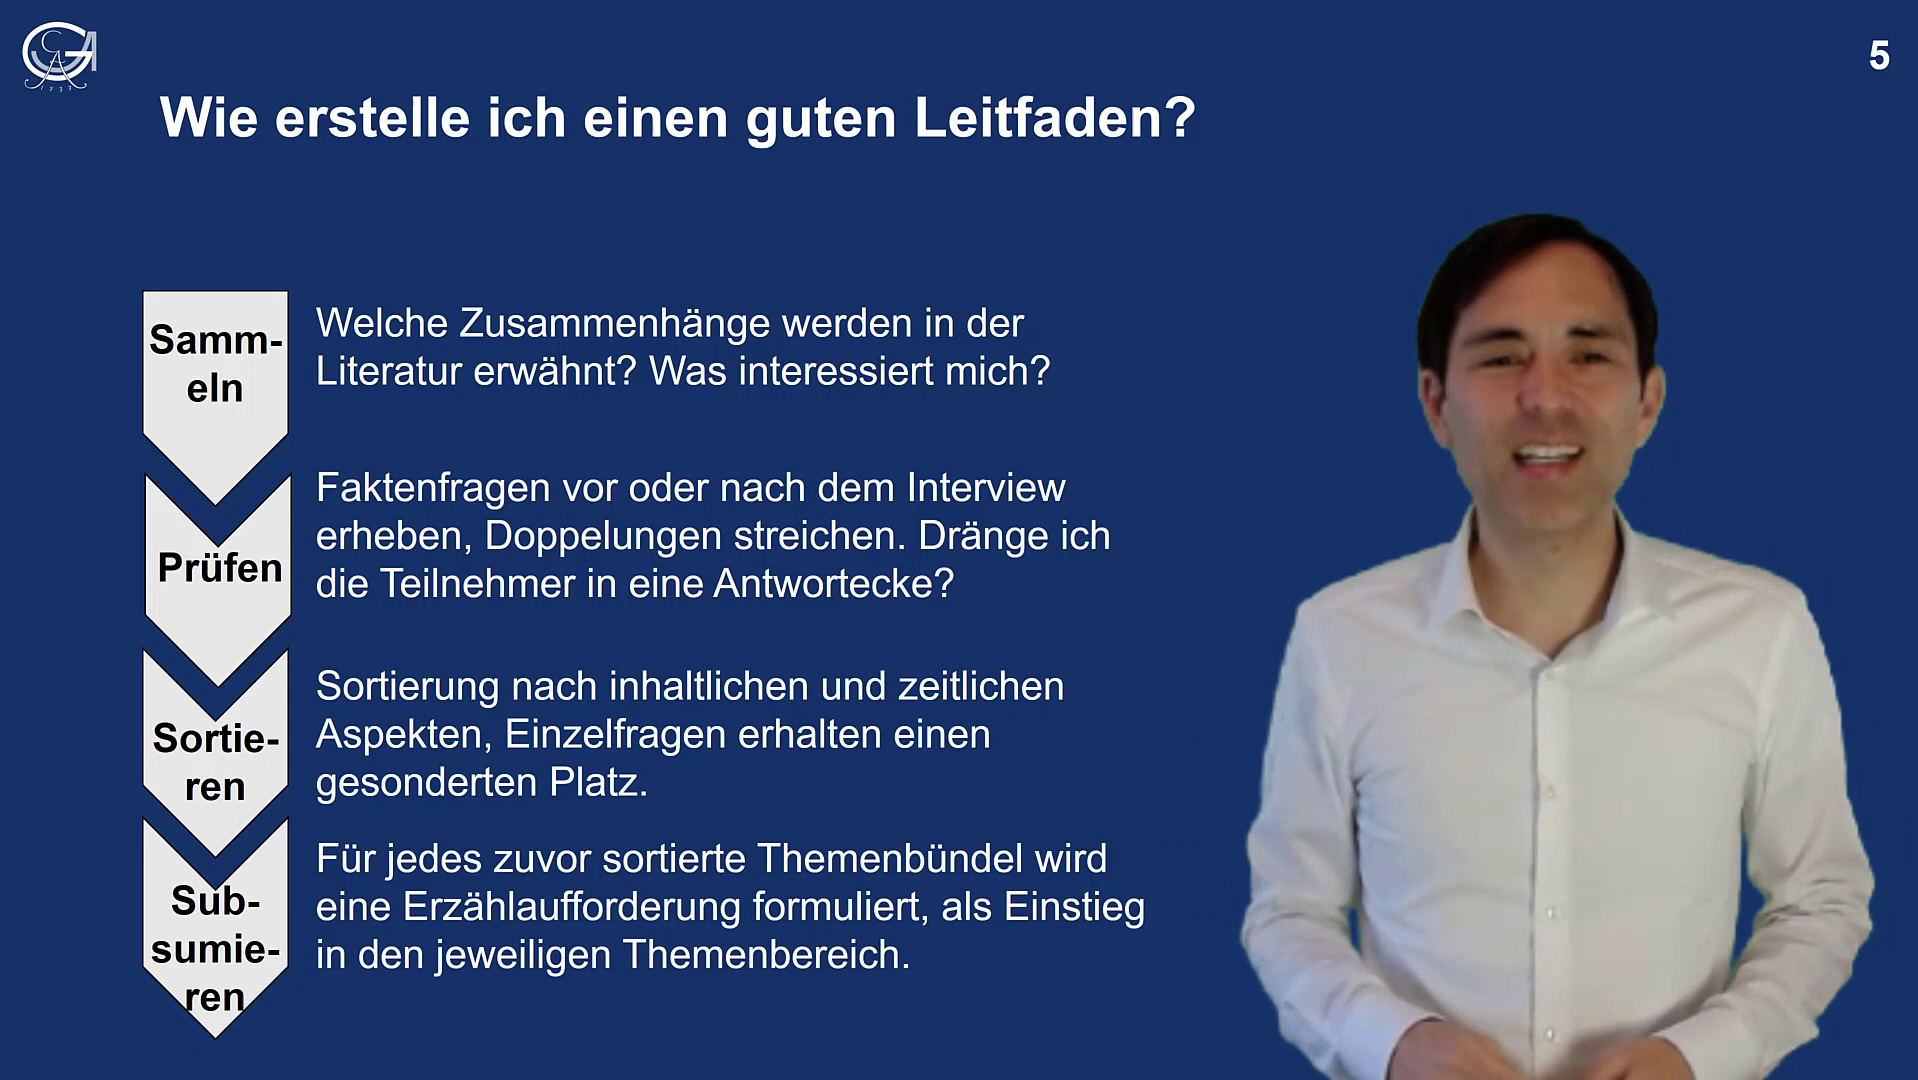 5
Wie erstelle ich einen guten Leitfaden?
Samm-
eln
Welche Zusammenhänge werden in der
Literatur erwähnt? Was interessiert mich?
Prüfen
Faktenfragen vor oder nach dem Interview
erheben, Doppelungen streichen. Dränge ich
die Teilnehmer in eine Antwortecke?
Sortie-
ren
Sortierung nach inhaltlichen und zeitlichen
Aspekten, Einzelfragen erhalten einen
gesonderten Platz.
Sub-
sumie-
ren
Für jedes zuvor sortierte Themenbündel wird
eine Erzählaufforderung formuliert, als Einstieg
in den jeweiligen Themenbereich.